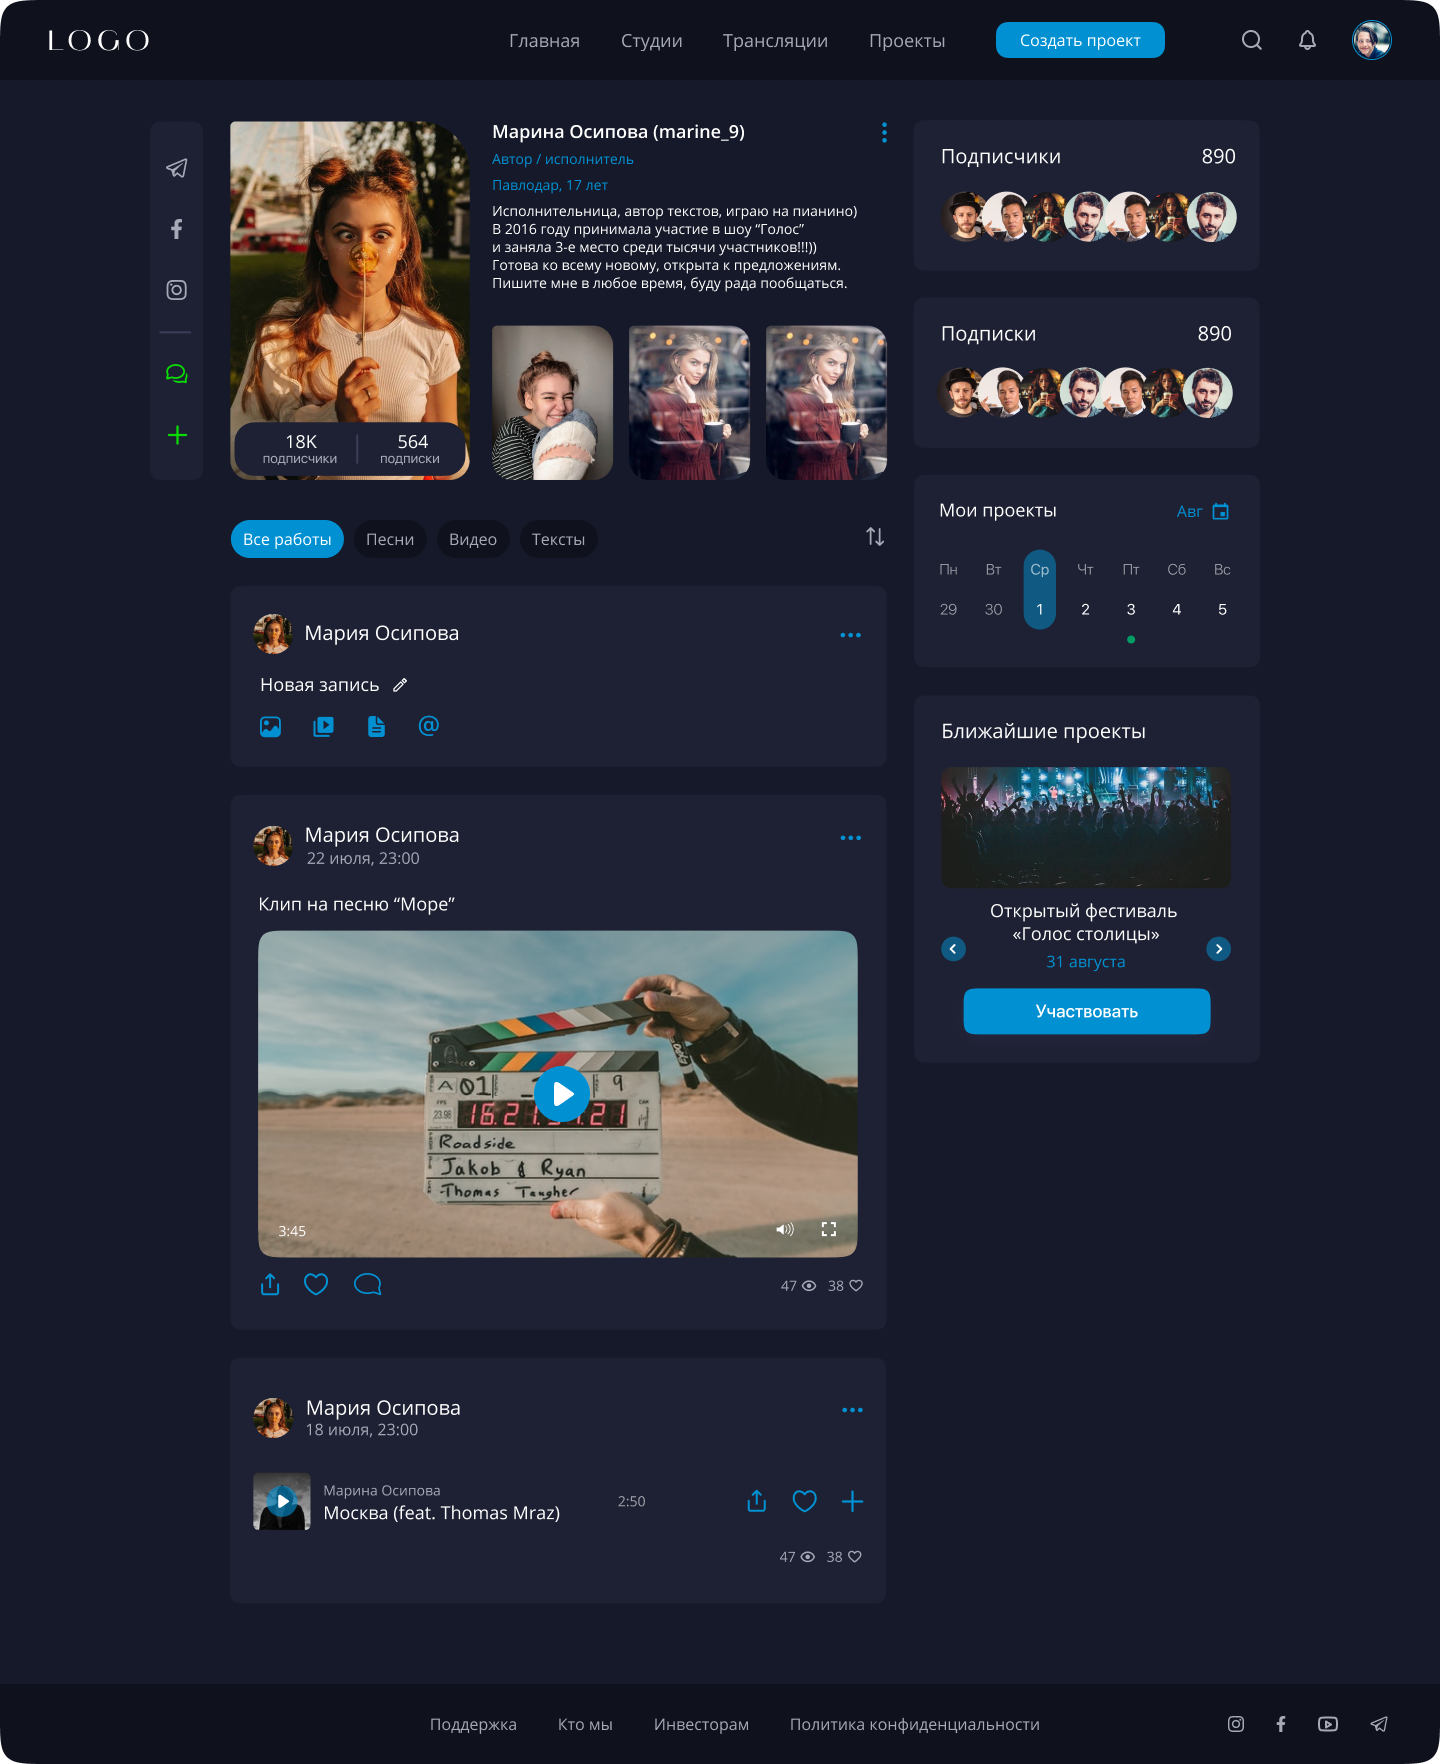 LOGO
Главная
Студии
Трансляции
Проекты
Создать проект
Марина Осипова (marine_9)
Автор / исполнитель
Павлодар, 17 лет
Исполнительница, автор текстов, играю на пианино)
В 2016 году принимала участие в шоу “Голос”
и заняла 3-е место среди тысячи участников!!!))
Готова ко всему новому, открыта к предложениям.
Пишите мне в любое время, буду рада пообщаться.
18K
подписчики
564
подписки
Подписчики 890
Подписки 890
Мои проекты Авг
Пн Вт Ср Чт Пт Сб Вс
29 30 1 2 3 4 5
Ближайшие проекты
Открытый фестиваль
«Голос столицы»
31 августа
Участвовать
Все работы
Песни
Видео
Тексты
Мария Осипова
Новая запись
Мария Осипова
22 июля, 23:00
Клип на песню “Море”
A 01 9
FPS
23.98
CAM
Roadside
Jakob & Ryan
Thomas Taugher
3:45
47 38
Мария Осипова
18 июля, 23:00
Марина Осипова
Москва (feat. Thomas Mraz)
2:50
47 38
Поддержка
Кто мы
Инвесторам
Политика конфиденциальности